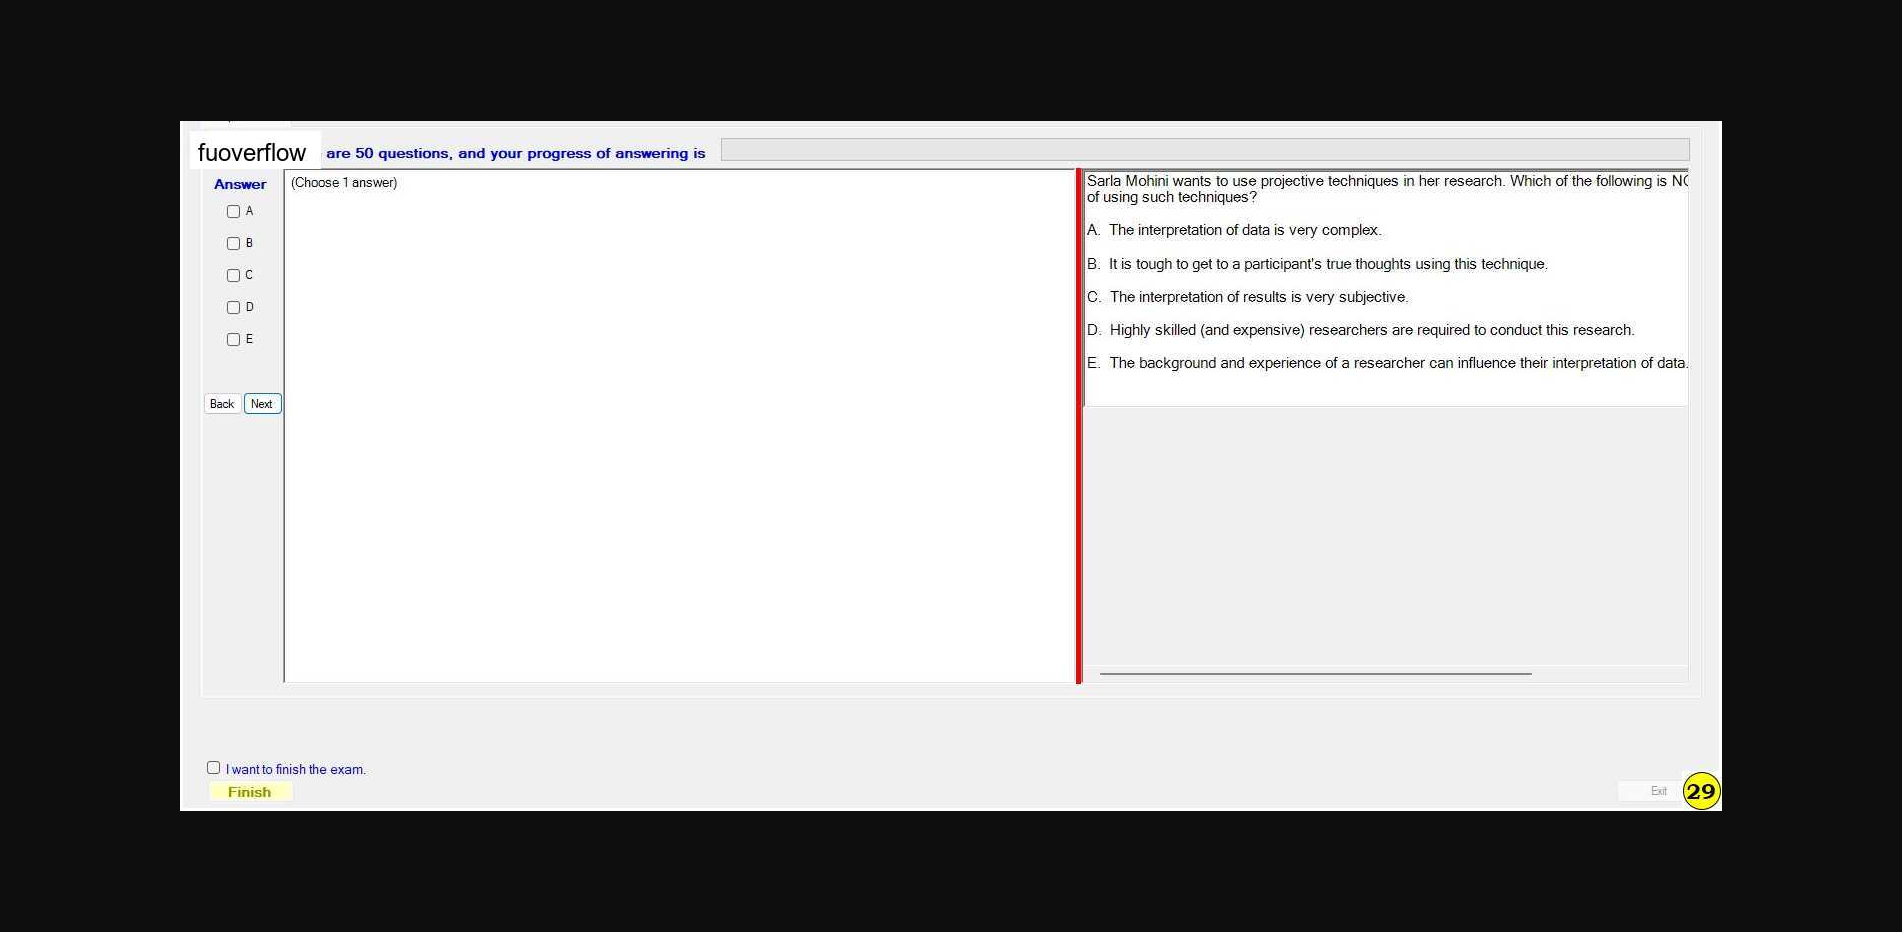 fuoverflow are 50 questions, and your progress of answering is
Answer
(Choose 1 answer)
A
B
C
D
E
Back Next
Sarla Mohini wants to use projective techniques in her research. Which of the following is
of using such techniques?
A. The interpretation of data is very complex.
B. It is tough to get to a participant's true thoughts using this technique.
C. The interpretation of results is very subjective.
D. Highly skilled (and expensive) researchers are required to conduct this research.
E. The background and experience of a researcher can influence their interpretation of data.
I want to finish the exam.
Finish
Exit
29